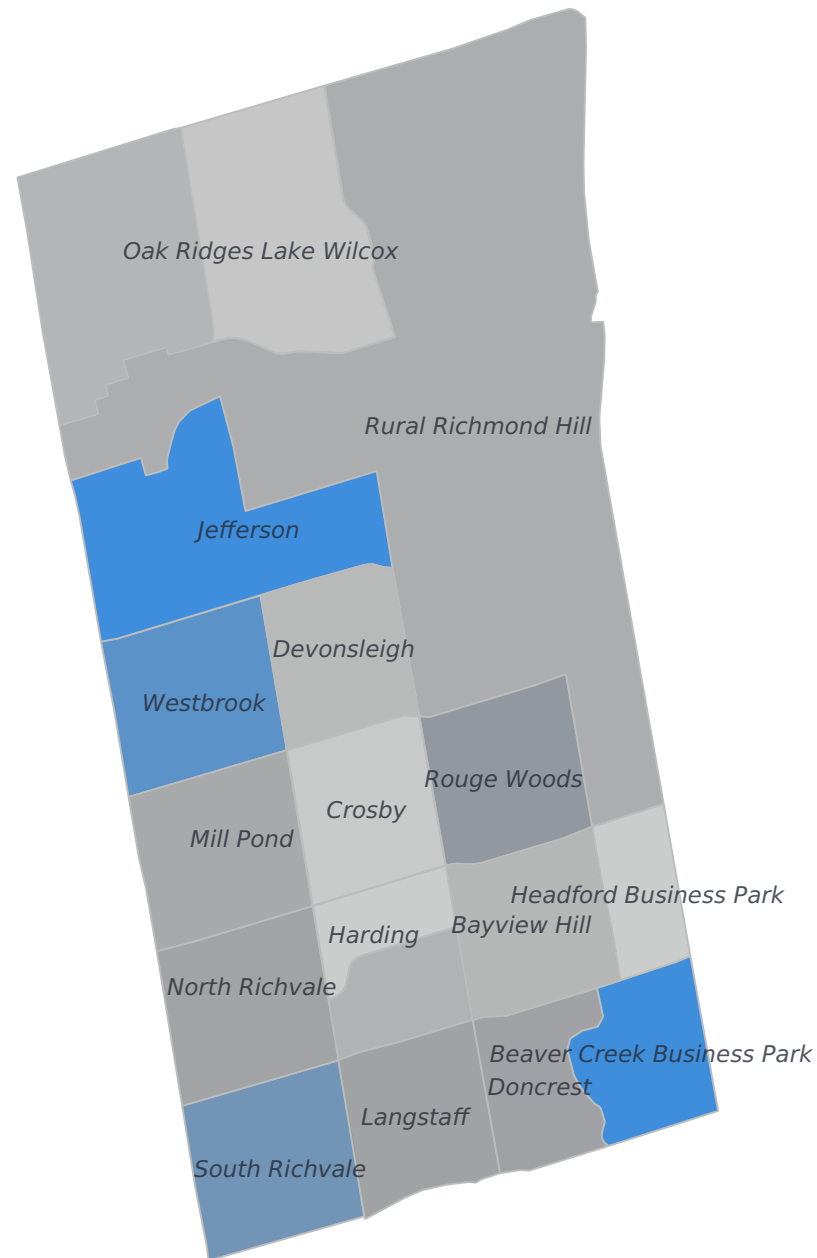 Oak Ridges Lake Wilcox
Rural Richmond Hill
Jefferson
Devonsleigh
Westbrook
Rouge Woods
Crosby
Mill Pond
Headford Business Park
Bayview Hill
Harding
North Richvale
Beaver Creek Business Park
Doncrest
Langstaff
South Richvale